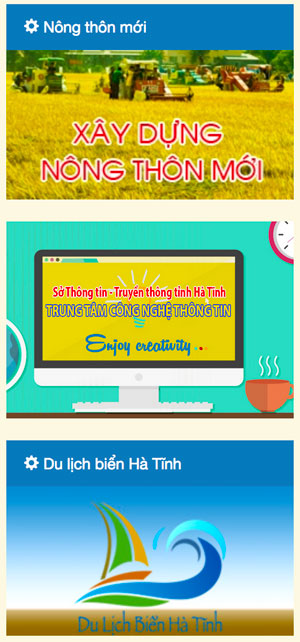 Nông thôn mới
XÂY DỰNG
NÔNG THÔN MỚI
Sở Thông tin - Truyền thông tỉnh Hà Tĩnh
TRUNG TÂM CÔNG NGHỆ THÔNG TIN
Enjoy creativity...
Du lịch biển Hà Tĩnh
Du Lịch Biển Hà Tĩnh